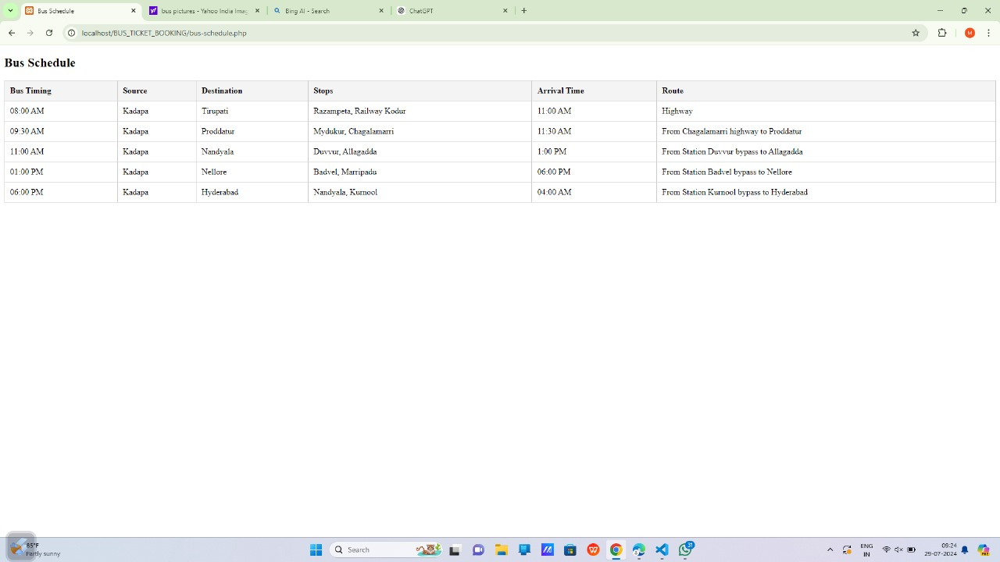 Bus Schedule
bus pictures - Yahoo India Imag
Bing AI - Search
ChatGPT
localhost/BUS_TICKET_BOOKING/bus-schedule.php
M
Bus Schedule
Bus Timing Source Destination Stops Arrival Time Route
08:00 AM Kadapa Tirupati Razampeta, Railway Kodur 11:00 AM Highway
09:30 AM Kadapa Proddatur Mydukur, Chagalamarri 11:30 AM From Chagalamarri highway to Proddatur
11:00 AM Kadapa Nandyala Duvvur, Allagadda 1:00 PM From Station Duvvur bypass to Allagadda
01:00 PM Kadapa Nellore Badvel, Marripadu 06:00 PM From Station Badvel bypass to Nellore
06:00 PM Kadapa Hyderabad Nandyala, Kurnool 04:00 AM From Station Kurnool bypass to Hyderabad
85°F
Partly sunny
Search
31
ENG
IN
09:24
29-07-2024
PRE